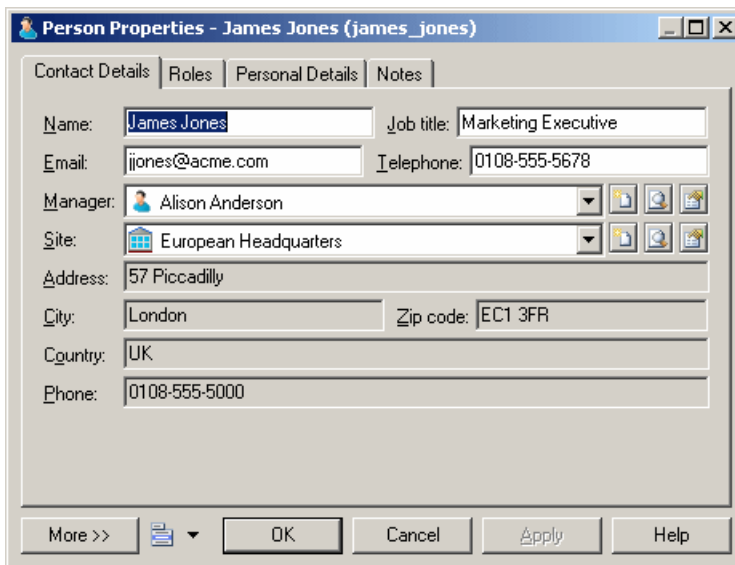 Person Properties - James Jones (james_jones)
Contact Details Roles Personal Details Notes
Name: James Jones Job title: Marketing Executive
Email: jjones@acme.com Telephone: 0108-555-5678
Manager: Alison Anderson
Site: European Headquarters
Address: 57 Piccadilly
City: London Zip code: EC1 3FR
Country: UK
Phone: 0108-555-5000
More >> OK Cancel Apply Help